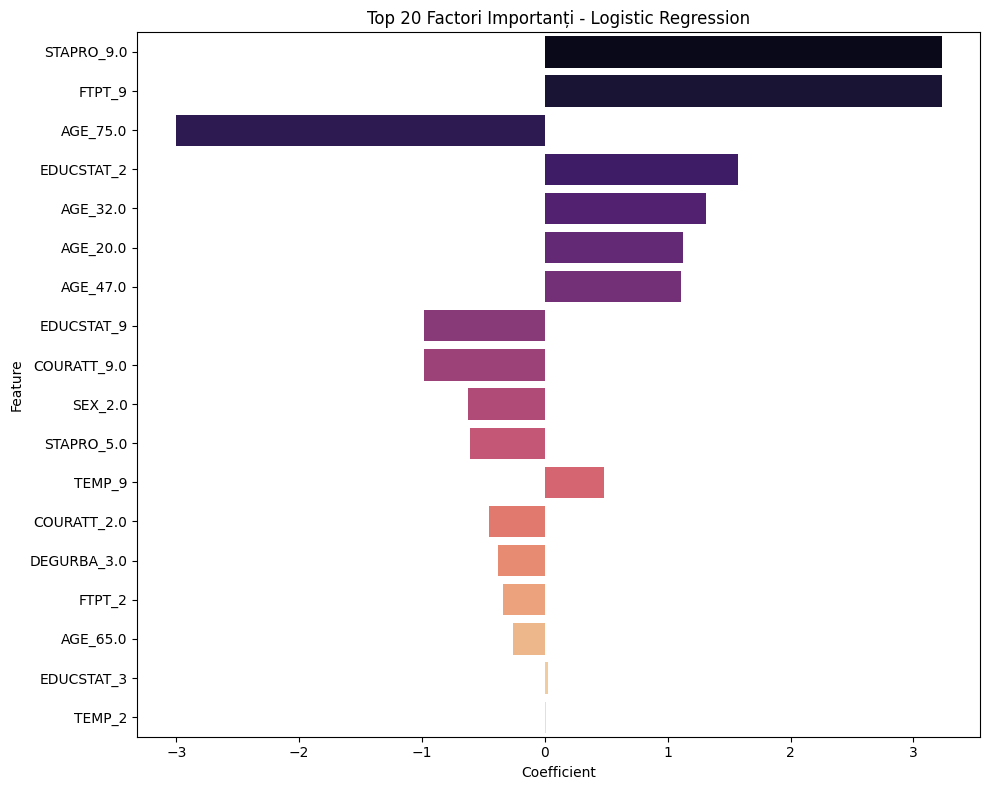 Top 20 Factori Importanți - Logistic Regression
STAPRO_9.0
FTPT_9
AGE_75.0
EDUCSTAT_2
AGE_32.0
AGE_20.0
AGE_47.0
EDUCSTAT_9
COURATT_9.0
SEX_2.0
STAPRO_5.0
TEMP_9
COURATT_2.0
DEGURBA_3.0
FTPT_2
AGE_65.0
EDUCSTAT_3
TEMP_2
Feature
−3 −2 −1 0 1 2 3
Coefficient